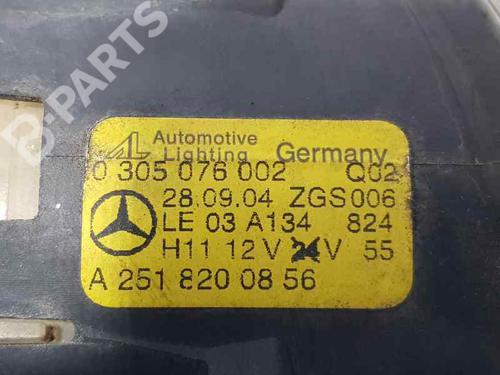 B-PARTS
AL Automotive Lighting Germany
0 305 076 002 Q02
28.09.04 ZGS006
LE 03 A134 824
H11 12V 24V 55
A 251 820 08 56